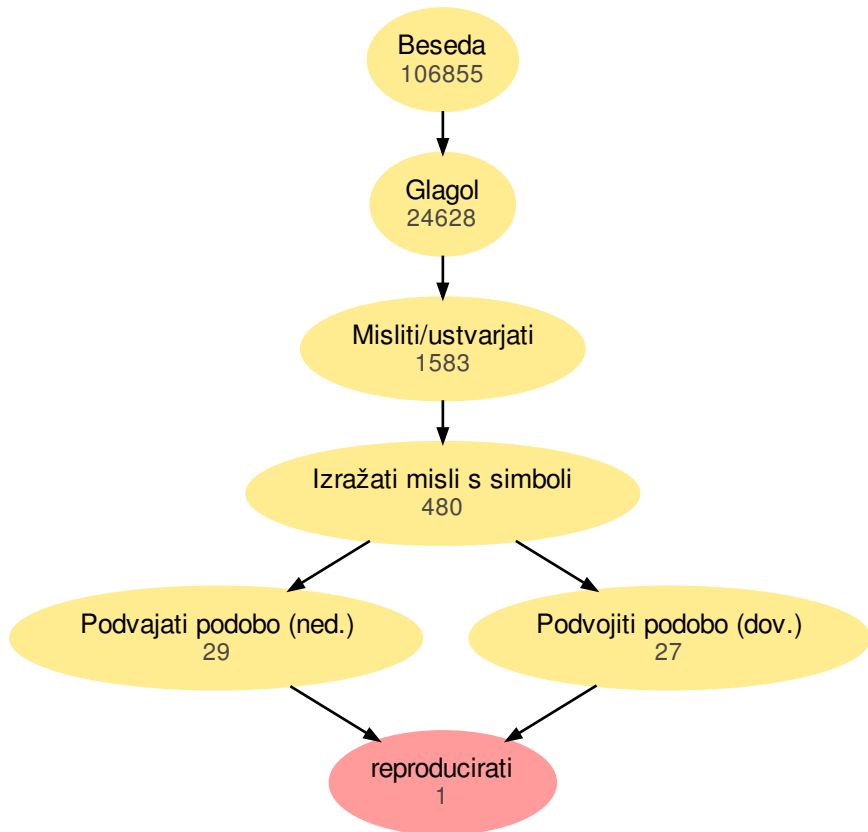 Beseda
106855
Glagol
24628
Misliti/ustvarjati
1583
Izražati misli s simboli
480
Podvajati podobo (ned.)
29
Podvojiti podobo (dov.)
27
reproducirati
1